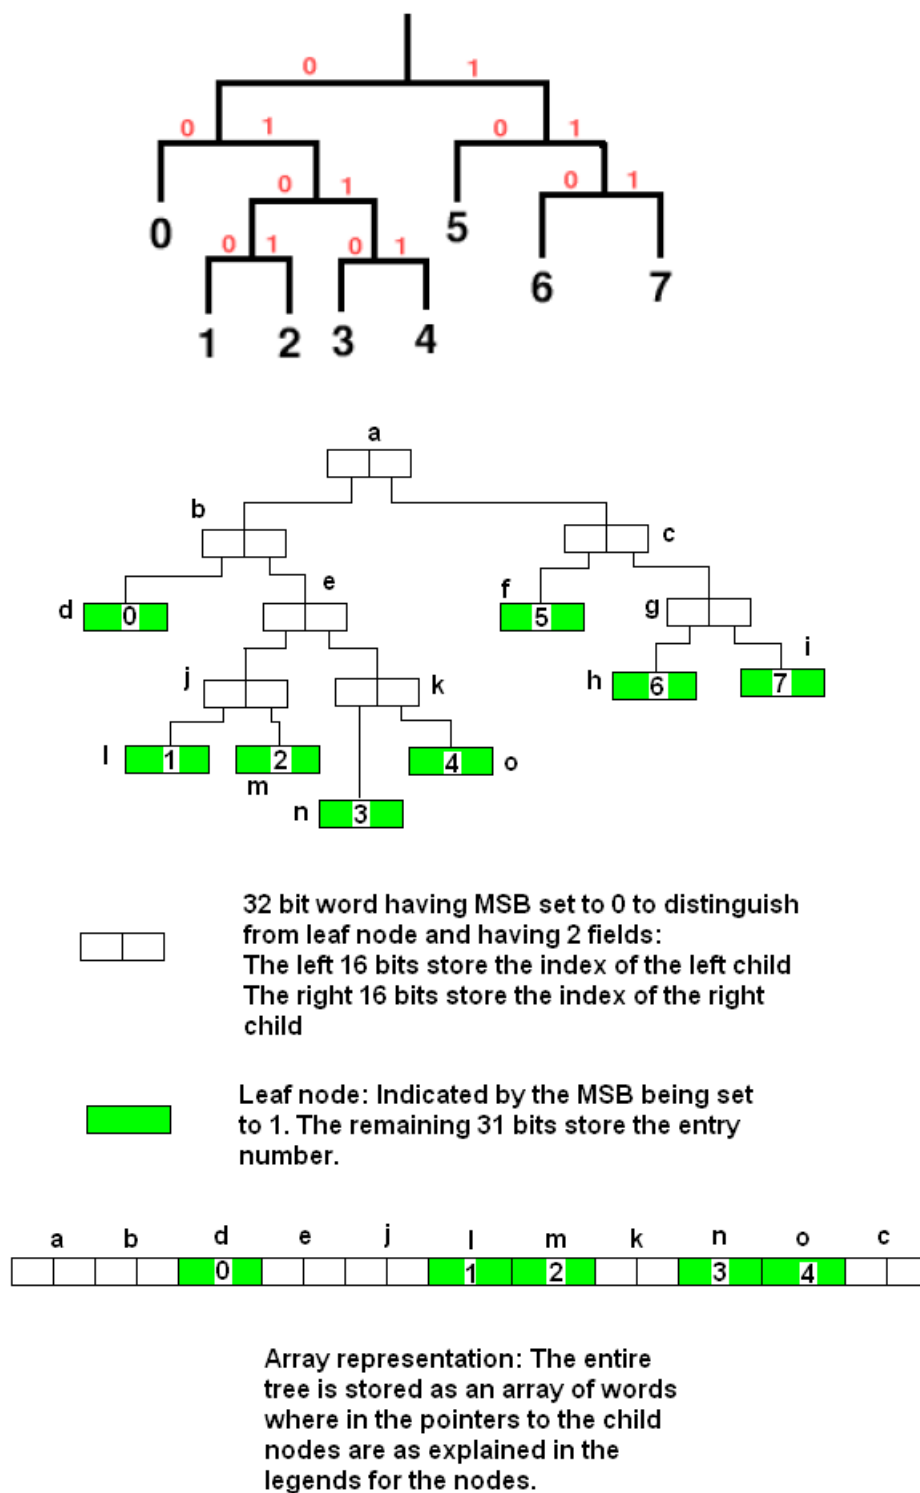 0 1
0 1 0 1
0 1 0 1
0 5
0 1 0 1
6 7
1 2 3 4
a
b
c
e
f
d 0 5 g
i
j k h 6 7
l 1 2 4 o
m
n 3
32 bit word having MSB set to 0 to distinguish
from leaf node and having 2 fields:
The left 16 bits store the index of the left child
The right 16 bits store the index of the right
child
Leaf node: Indicated by the MSB being set
to 1. The remaining 31 bits store the entry
number.
a b d e j l m k n o c
0 1 2 3 4
Array representation: The entire
tree is stored as an array of words
where in the pointers to the child
nodes are as explained in the
legends for the nodes.